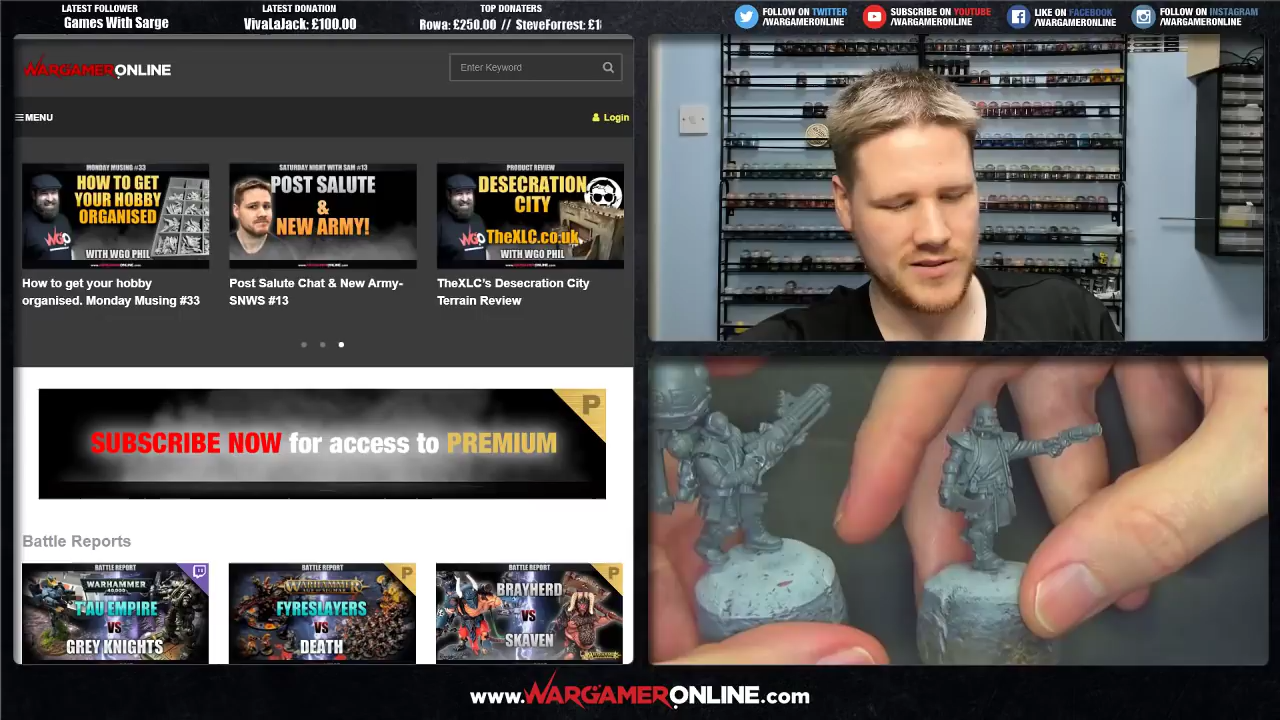 LATEST FOLLOWER
Games With Sarge
LATEST DONATION
VivaLaJack: £100.00
TOP DONATERS
Rowa: £250.00 // SteveForrest: £1
FOLLOW ON TWITTER
/WARGAMERONLINE
SUBSCRIBE ON YOUTUBE
/WARGAMERONLINE
LIKE ON FACEBOOK
/WARGAMERONLINE
FOLLOW ON INSTAGRAM
/WARGAMERONLINE
WARGAMERONLINE
Enter Keyword
MENU
Login
MONDAY MUSING #33
HOW TO GET
YOUR HOBBY
ORGANISED
WITH WGO PHIL
SATURDAY NIGHT WITH SAM #13
POST SALUTE
&
NEW ARMY!
PRODUCT REVIEW
DESECRATION
CITY
TheXLC.co.uk
WITH WGO PHIL
How to get your hobby
organised. Monday Musing #33
Post Salute Chat & New Army-
SNWS #13
TheXLC's Desecration City
Terrain Review
SUBSCRIBE NOW for access to PREMIUM
P
Battle Reports
BATTLE REPORT
WARHAMMER
40,000
T'AU EMPIRE
VS
GREY KNIGHTS
BATTLE REPORT
P
FYRESLAYERS
VS
DEATH
BATTLE REPORT
P
BRAYHERD
VS
SKAVEN
www.WARGAMERONLINE.com